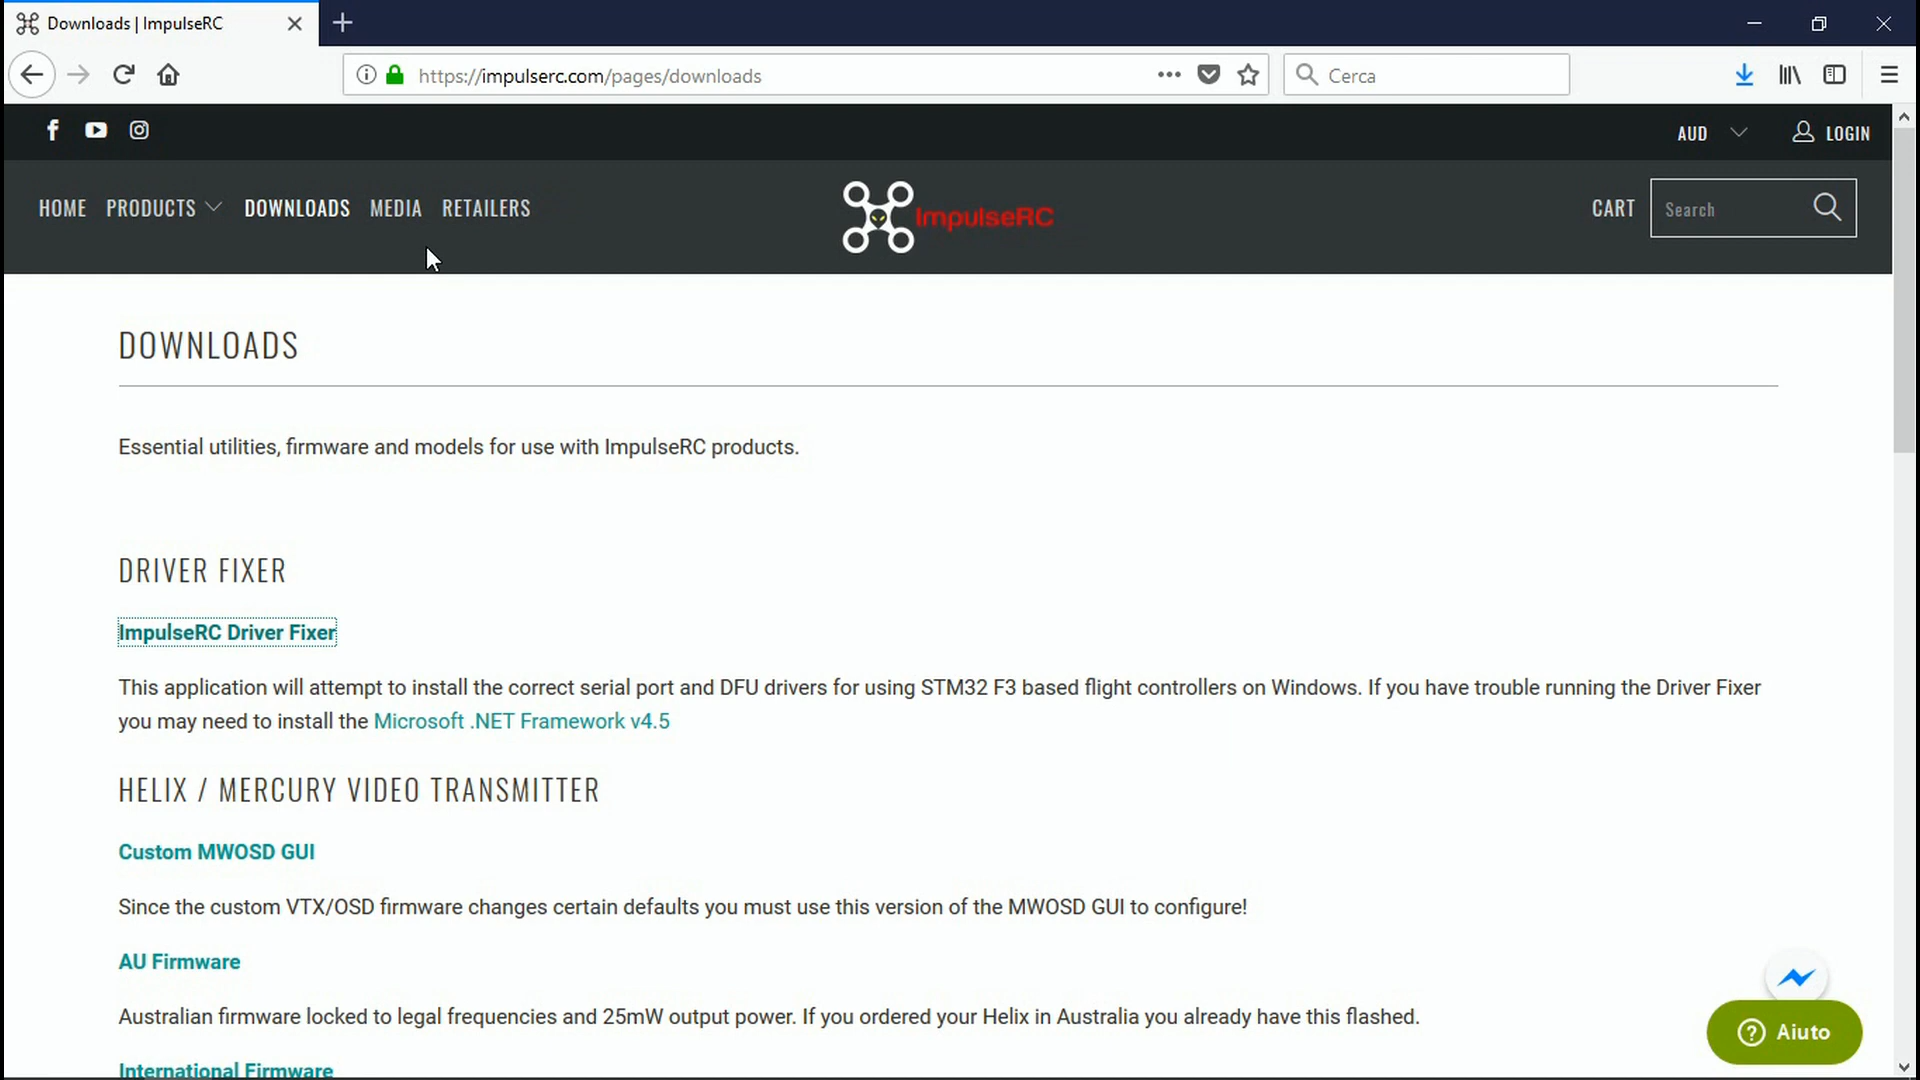 Downloads | ImpulseRC
https://impulserc.com/pages/downloads
Cerca
AUD
LOGIN
HOME PRODUCTS DOWNLOADS MEDIA RETAILERS
ImpulseRC
CART
Search
DOWNLOADS
Essential utilities, firmware and models for use with ImpulseRC products.
DRIVER FIXER
ImpulseRC Driver Fixer
This application will attempt to install the correct serial port and DFU drivers for using STM32 F3 based flight controllers on Windows. If you have trouble running the Driver Fixer
you may need to install the Microsoft .NET Framework v4.5
HELIX / MERCURY VIDEO TRANSMITTER
Custom MWOSD GUI
Since the custom VTX/OSD firmware changes certain defaults you must use this version of the MWOSD GUI to configure!
AU Firmware
Australian firmware locked to legal frequencies and 25mW output power. If you ordered your Helix in Australia you already have this flashed.
International Firmware
Aiuto